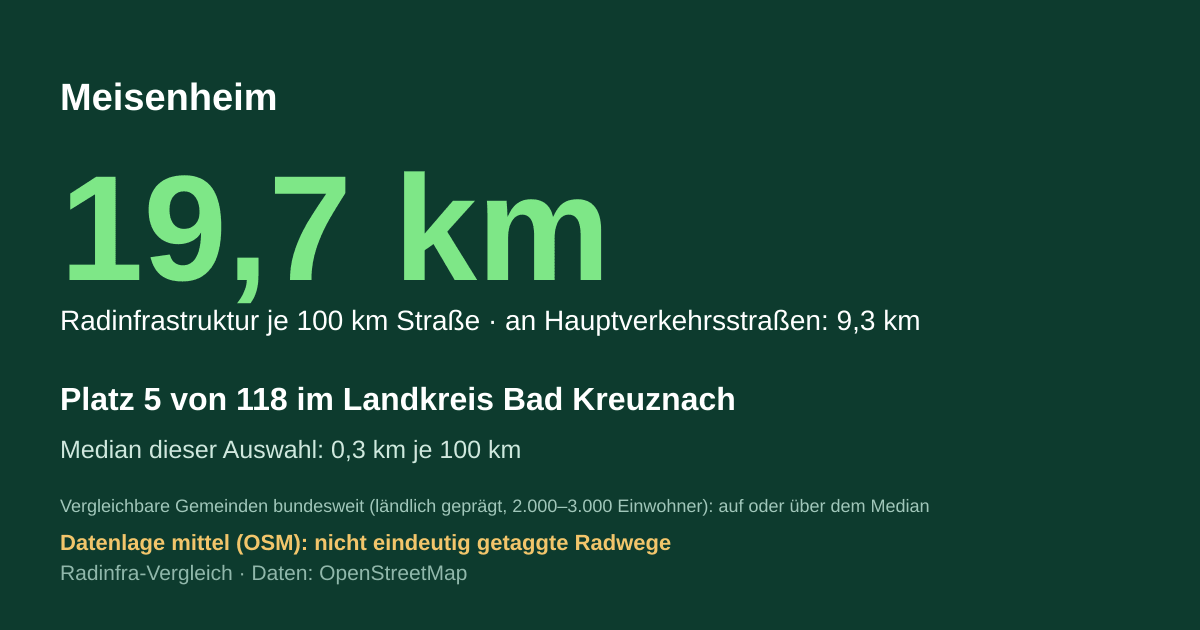 Meisenheim
19,7 km
Radinfrastruktur je 100 km Straße · an Hauptverkehrsstraßen: 9,3 km
Platz 5 von 118 im Landkreis Bad Kreuznach
Median dieser Auswahl: 0,3 km je 100 km
Vergleichbare Gemeinden bundesweit (ländlich geprägt, 2.000–3.000 Einwohner): auf oder über dem Median
Datenlage mittel (OSM): nicht eindeutig getaggte Radwege
Radinfra-Vergleich · Daten: OpenStreetMap